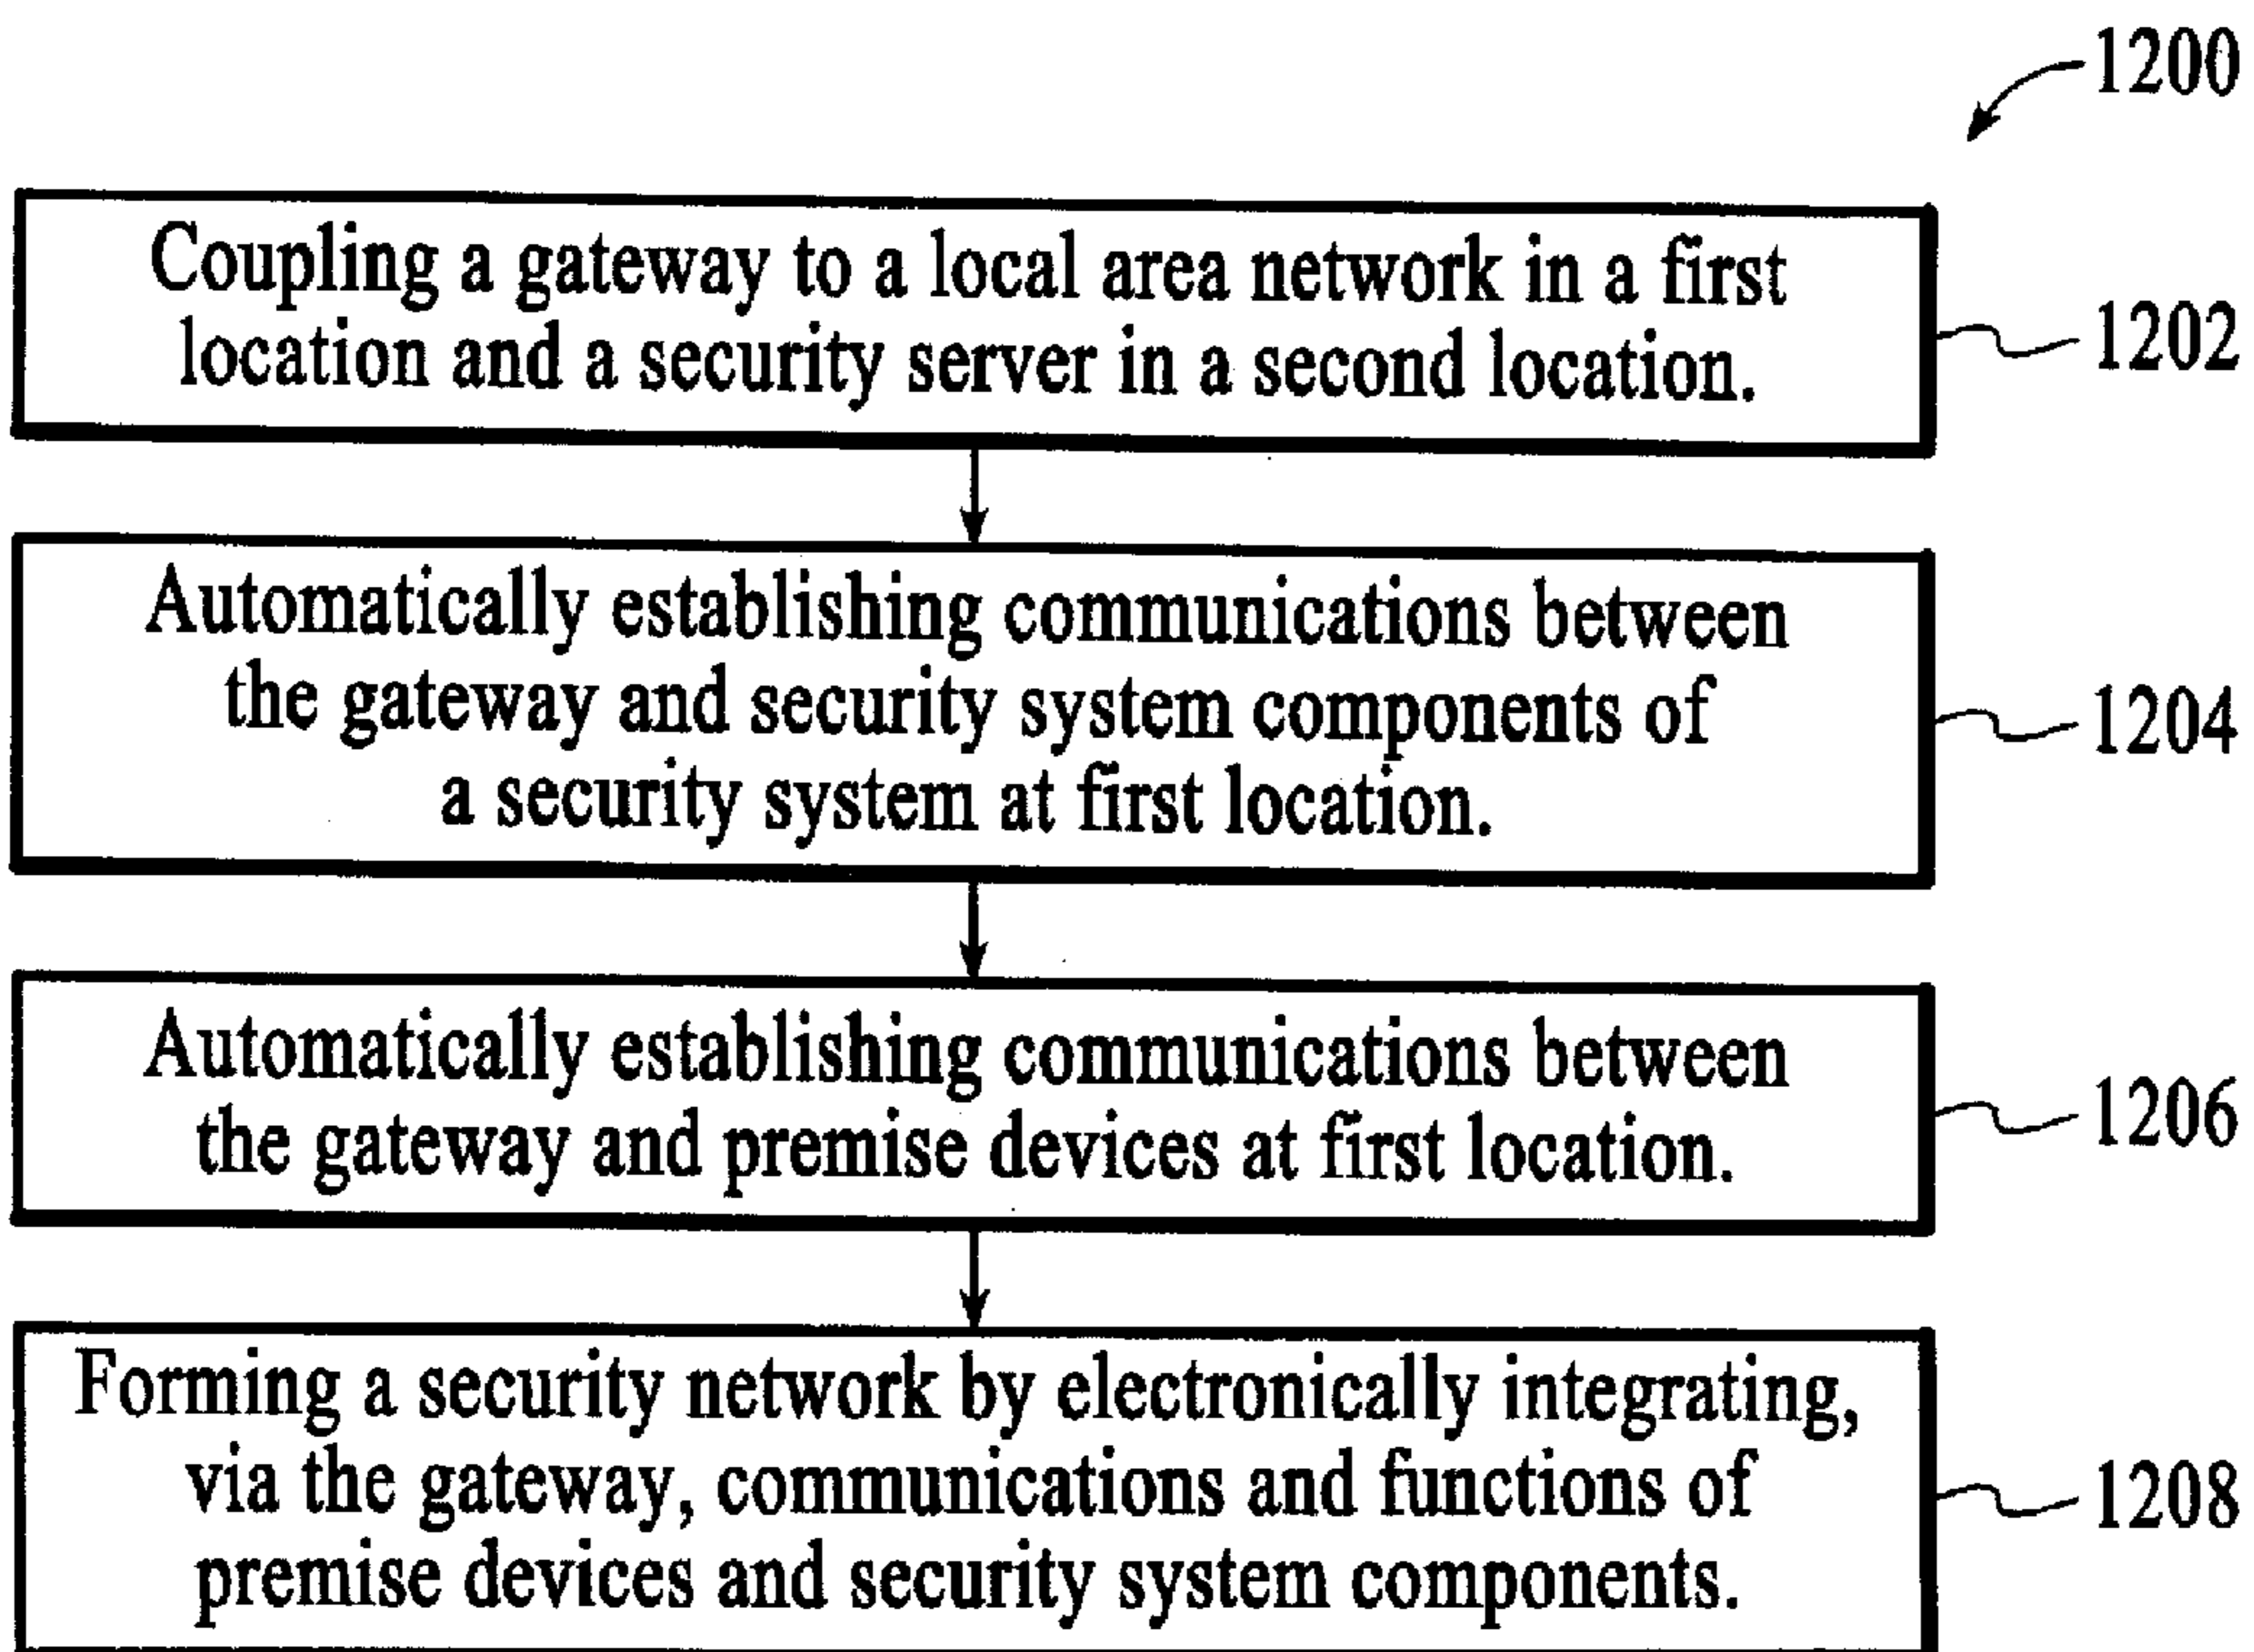 1200
Coupling a gateway to a local area network in a first
location and a security server in a second location.
1202
Automatically establishing communications between
the gateway and security system components of
a security system at first location.
1204
Automatically establishing communications between
the gateway and premise devices at first location.
1206
Forming a security network by electronically integrating,
via the gateway, communications and functions of
premise devices and security system components.
1208